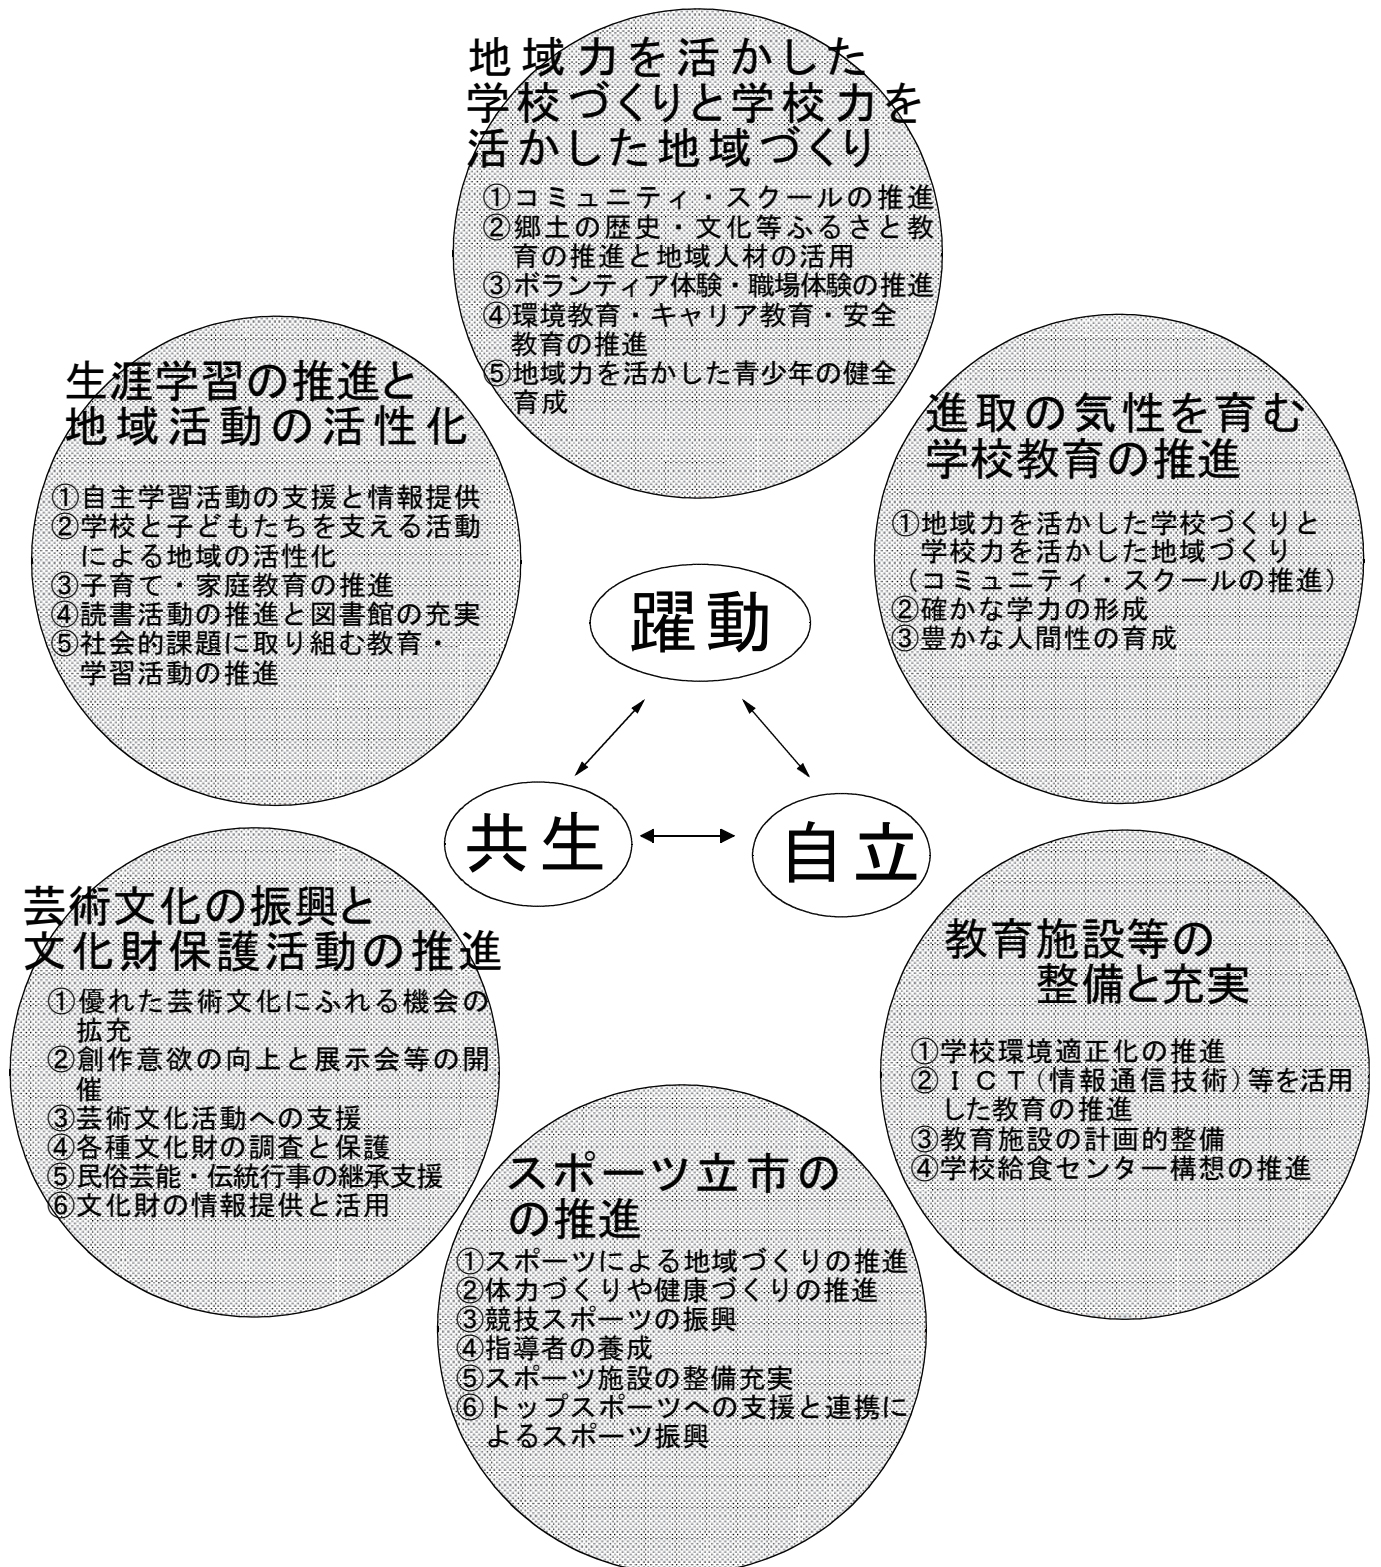 地域力を活かした
学校づくりと学校力を
活かした地域づくり
①コミュニティ・スクールの推進
②郷土の歴史・文化等ふるさと教
育の推進と地域人材の活用
③ボランティア体験・職場体験の推進
④環境教育・キャリア教育・安全
教育の推進
⑤地域力を活かした青少年の健全
育成
生涯学習の推進と
地域活動の活性化
①自主学習活動の支援と情報提供
②学校と子どもたちを支える活動
による地域の活性化
③子育て・家庭教育の推進
④読書活動の推進と図書館の充実
⑤社会的課題に取り組む教育・
学習活動の推進
進取の気性を育む
学校教育の推進
①地域力を活かした学校づくりと
学校力を活かした地域づくり
（コミュニティ・スクールの推進）
②確かな学力の形成
③豊かな人間性の育成
躍動
共生
自立
芸術文化の振興と
文化財保護活動の推進
①優れた芸術文化にふれる機会の
拡充
②創作意欲の向上と展示会等の開
催
③芸術文化活動への支援
④各種文化財の調査と保護
⑤民俗芸能・伝統行事の継承支援
⑥文化財の情報提供と活用
教育施設等の
整備と充実
①学校環境適正化の推進
②ＩＣＴ（情報通信技術）等を活用
した教育の推進
③教育施設の計画的整備
④学校給食センター構想の推進
スポーツ立市の
の推進
①スポーツによる地域づくりの推進
②体力づくりや健康づくりの推進
③競技スポーツの振興
④指導者の養成
⑤スポーツ施設の整備充実
⑥トップスポーツへの支援と連携に
よるスポーツ振興